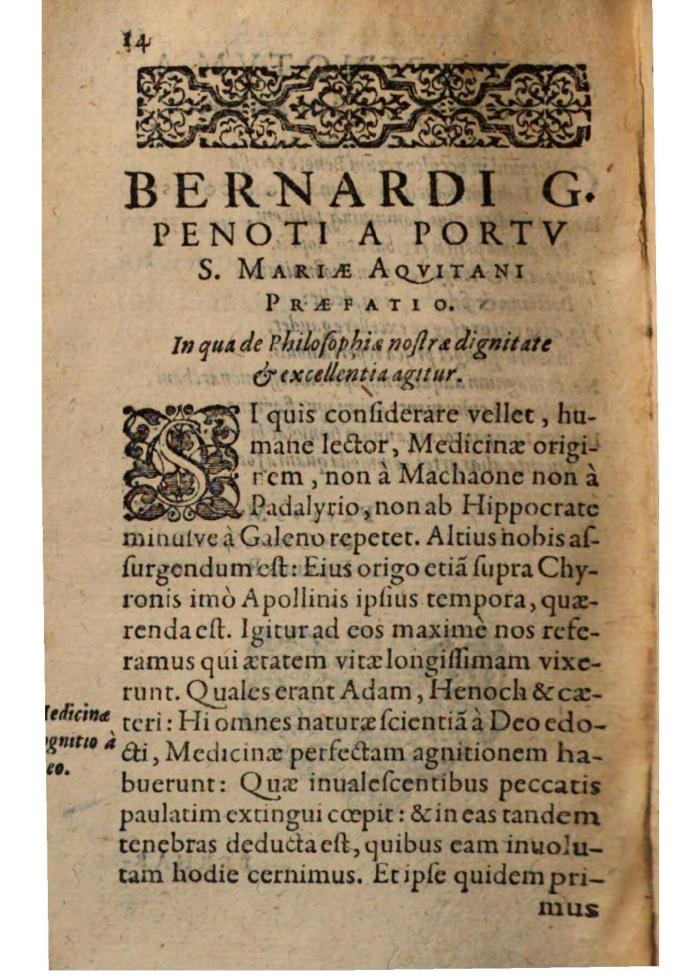 14
BERNARDI G.
PENOTI A PORTV
S. MARIÆ AQVITANI
PRÆFATIO.
In qua de Philoſophiæ noſtræ dignitate
& excellentia agitur.
SI quis conſiderare vellet, hu-
mane lector, Medicinæ origi-
rem, non à Machaone non à
Padalyrio, non ab Hippocrate
minuſve à Galeno repetet. Altius nobis aſ-
ſurgendum eſt: Eius origo etiã ſupra Chy-
ronis imò Apollinis ipſius tempora, quæ-
renda eſt. Igitur ad eos maximè nos refe-
ramus qui ætatem vitæ longiſſimam vixe-
runt. Quales erant Adam, Henoch & cæ-
teri: Hi omnes naturæ ſcientiã à Deo edo-
cti, Medicinæ perfectam agnitionem ha-
buerunt: Quæ inualeſcentibus peccatis
paulatim extingui cœpit: & in eas tandem
tenebras deducta eſt, quibus eam inuolu-
tam hodie cernimus. Et ipſe quidem pri-
mus
edicinæ
gnitio à
eo.